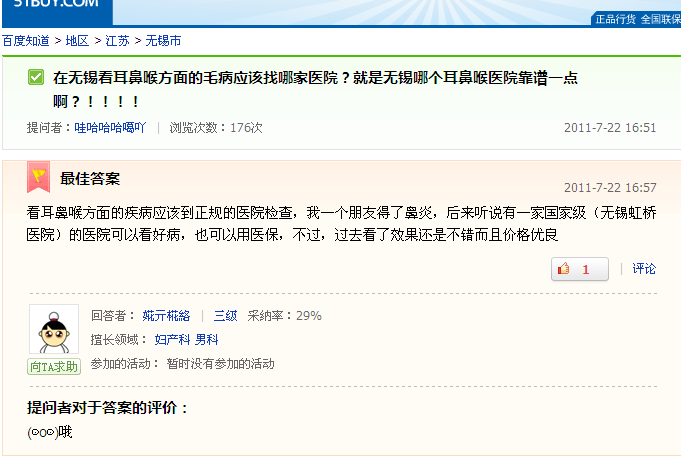 51BUY.COM
正品行货 全国联保
百度知道 > 地区 > 江苏 > 无锡市
在无锡看耳鼻喉方面的毛病应该找哪家医院？就是无锡哪个耳鼻喉医院靠谱一点
啊？！！！！
提问者：哇哈哈哈噶吖 | 浏览次数：176次 2011-7-22 16:51
最佳答案
2011-7-22 16:57
看耳鼻喉方面的疾病应该到正规的医院检查，我一个朋友得了鼻炎，后来听说有一家国家级（无锡虹桥
医院）的医院可以看好病，也可以用医保，不过，过去看了效果还是不错而且价格优良
1 | 评论
回答者： | 三级 采纳率：29%
擅长领域： 妇产科 男科
向TA求助
参加的活动： 暂时没有参加的活动
提问者对于答案的评价：
(⊙o⊙)哦